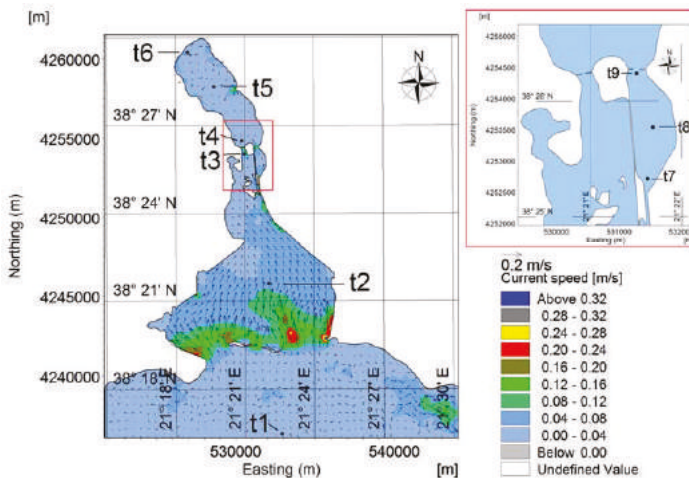 [m]
4260000
4255000
4250000
4245000
4240000
Northing (m)
t6
t5
N
38° 27' N
t4
t3
38° 24' N
t2
38° 21' N
38° 18' N
21° 18' E
21° 21' E
21° 24' E
21° 27' E
21° 30' E
t1
530000
540000
Easting (m)
[m]
[m]
4254500
4254000
4253500
4253000
4252500
4252000
Northing (m)
t9
N
38° 26' N
t8
t7
38° 25' N
21° 21' E
21° 22' E
530000
531000
532000
Easting (m)
[m]
0.2 m/s
Current speed [m/s]
Above 0.32
0.28 - 0.32
0.24 - 0.28
0.20 - 0.24
0.16 - 0.20
0.12 - 0.16
0.08 - 0.12
0.04 - 0.08
0.00 - 0.04
Below 0.00
Undefined Value